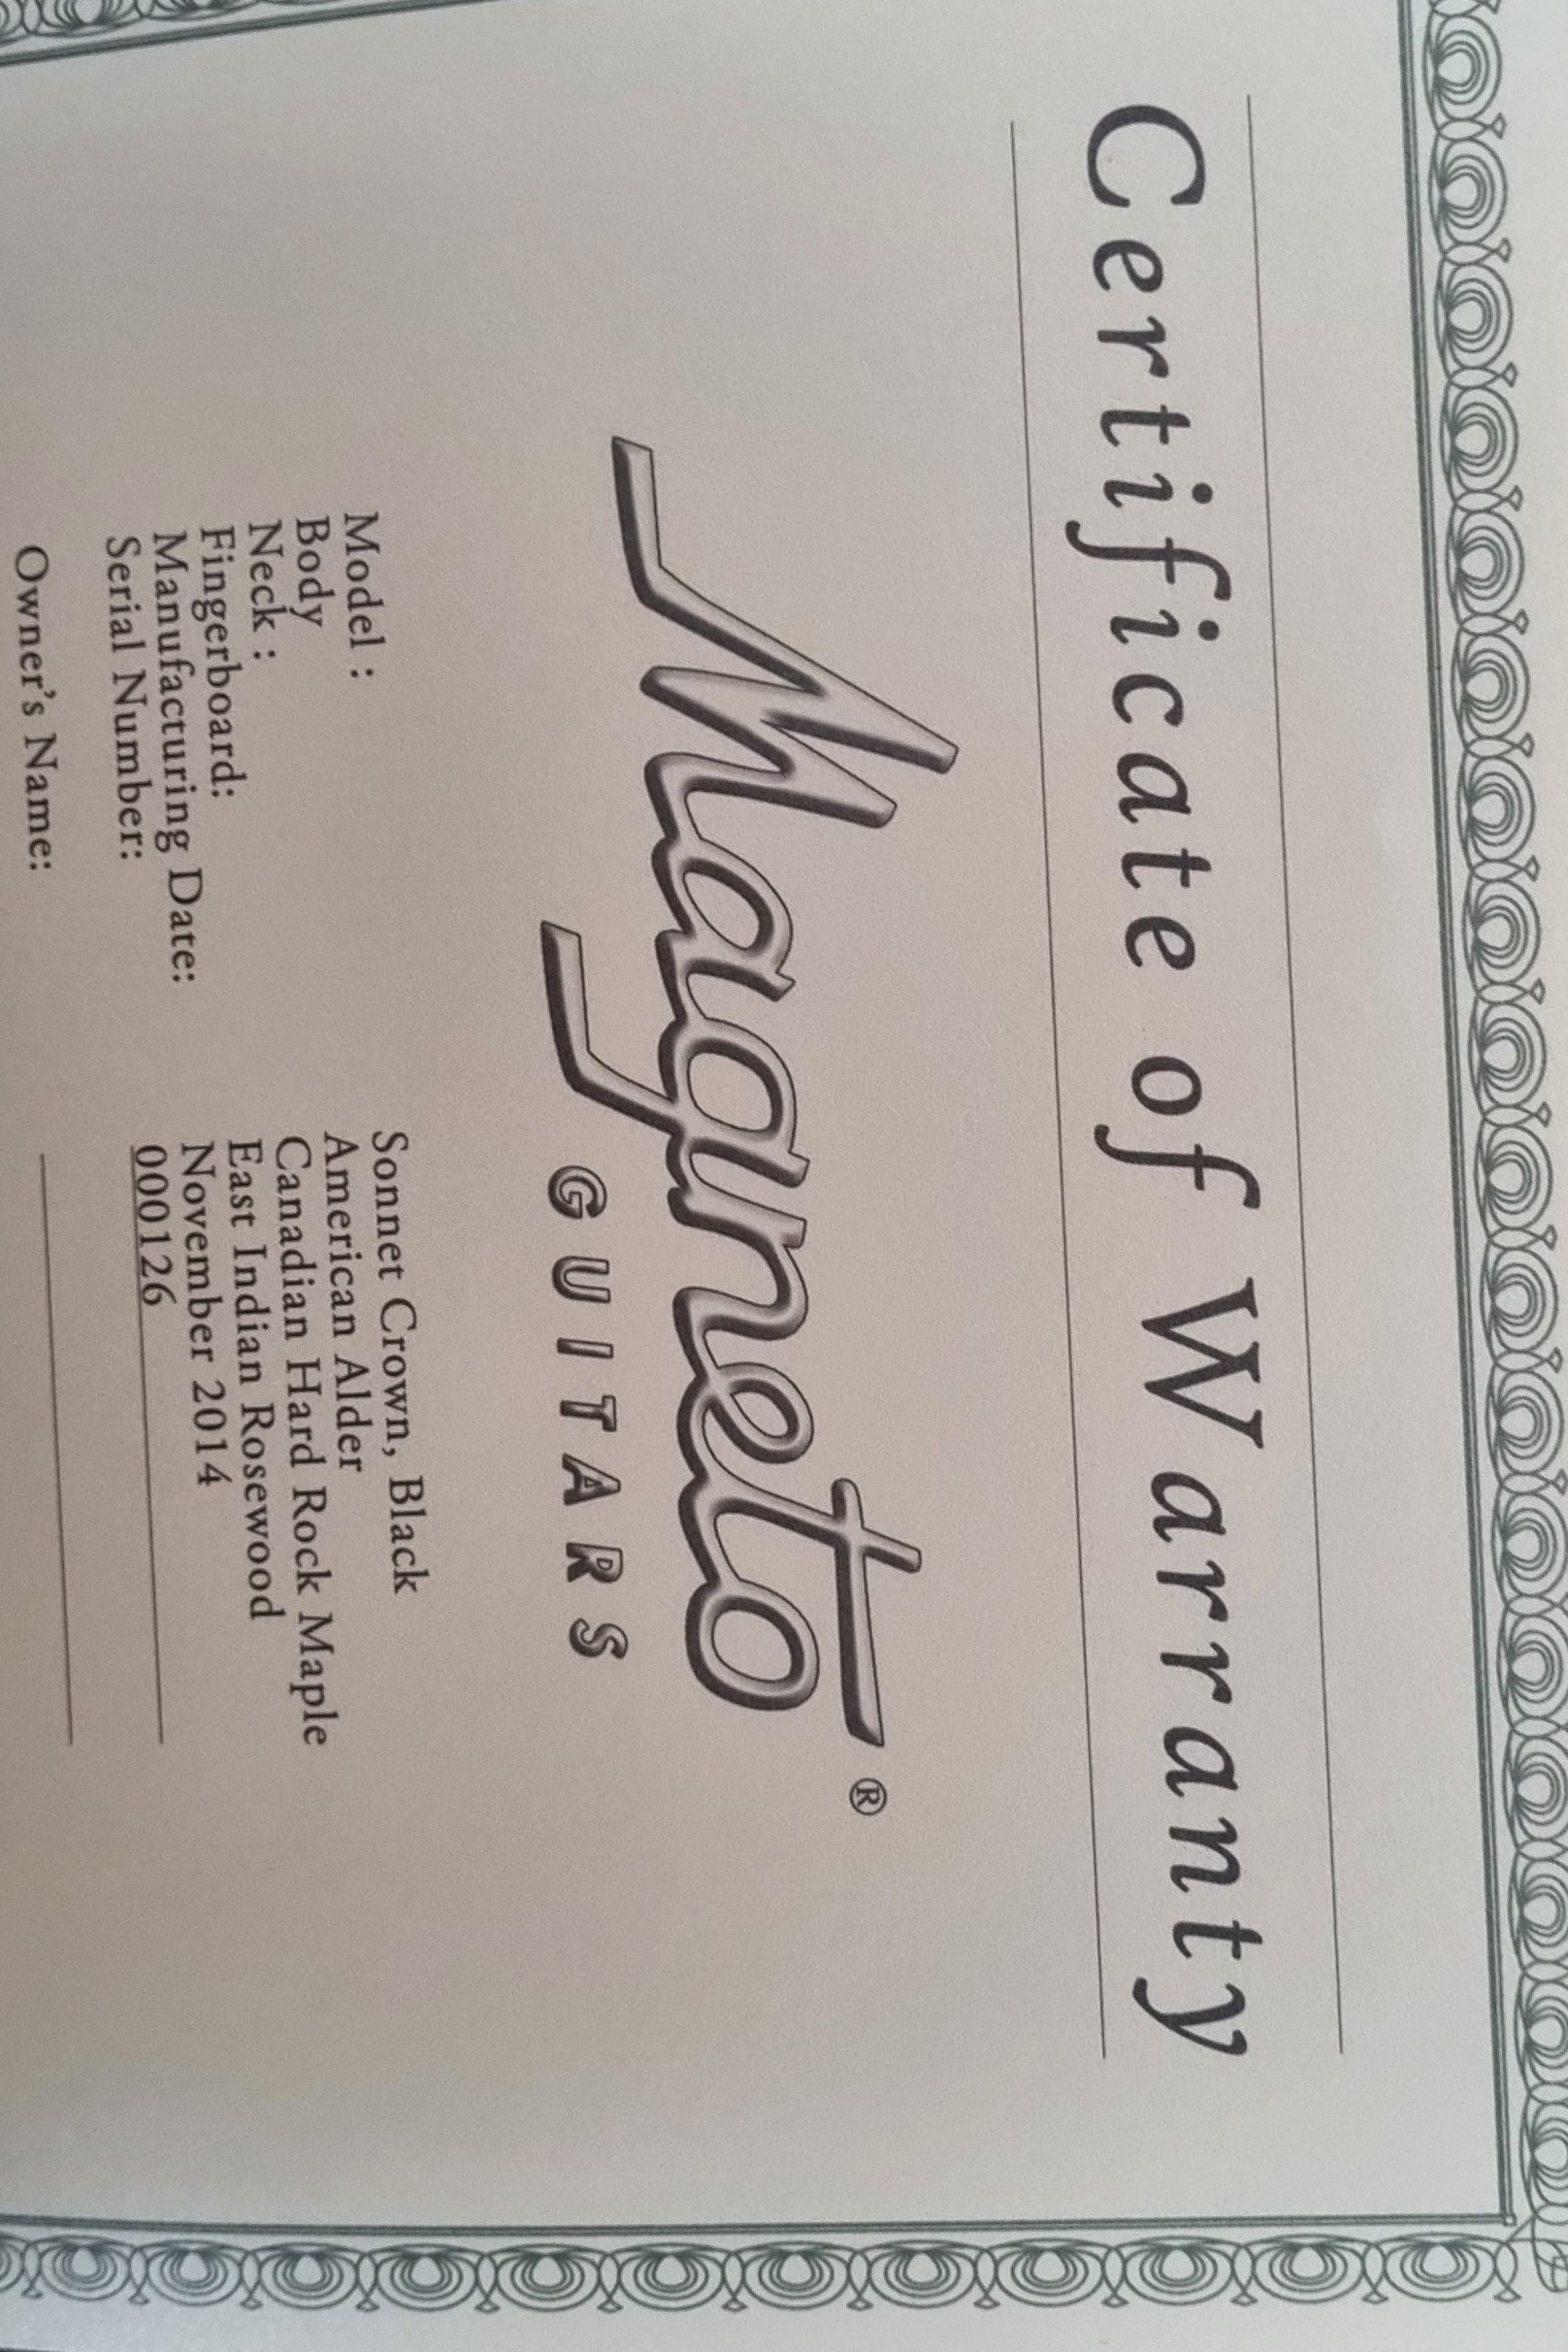 Certificate of Warranty
Magneto ®
GUITARS
Model : Sonnet Crown, Black
Body American Alder
Neck : Canadian Hard Rock Maple
Fingerboard: East Indian Rosewood
Manufacturing Date: November 2014
Serial Number: 000126
Owner's Name: